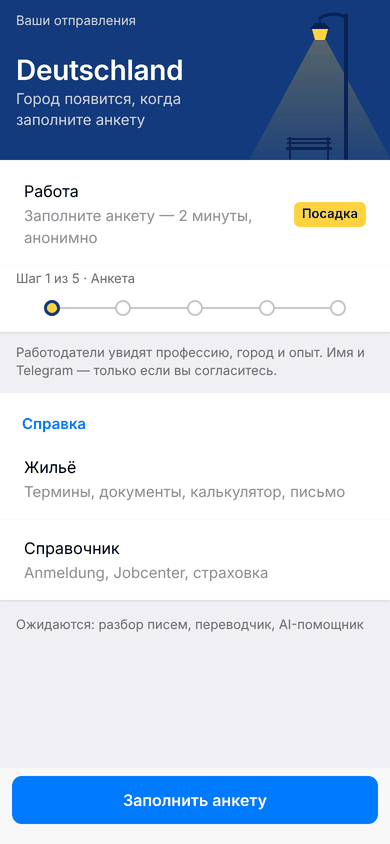 Ваши отправления
Deutschland
Город появится, когда
заполните анкету
Работа
Заполните анкету — 2 минуты,
анонимно
Посадка
Шаг 1 из 5 · Анкета
Работодатели увидят профессию, город и опыт. Имя и
Telegram — только если вы согласитесь.
Справка
Жильё
Термины, документы, калькулятор, письмо
Справочник
Anmeldung, Jobcenter, страховка
Ожидаются: разбор писем, переводчик, AI-помощник
Заполнить анкету